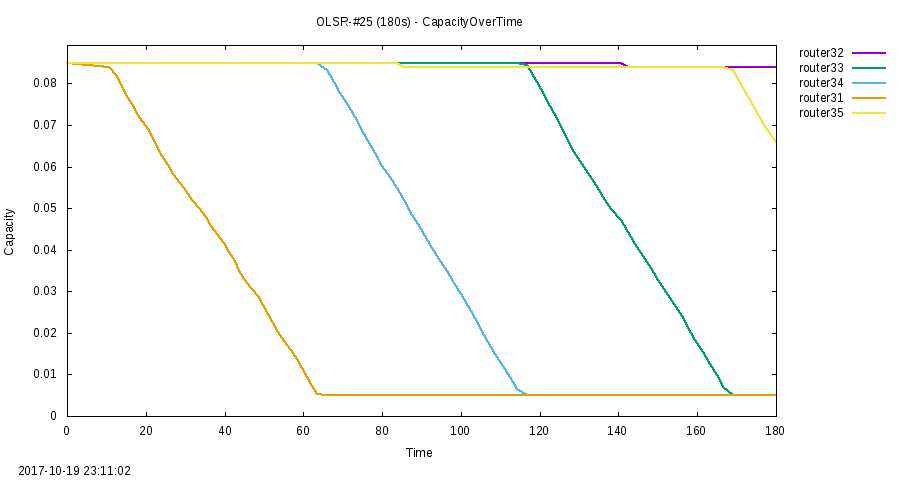 OLSR-#25 (180s) - CapacityOverTime
router32
router33
router34
router31
router35
0.08
0.07
0.06
0.05
0.04
0.03
0.02
0.01
0
Capacity
0 20 40 60 80 100 120 140 160 180
Time
2017-10-19 23:11:02